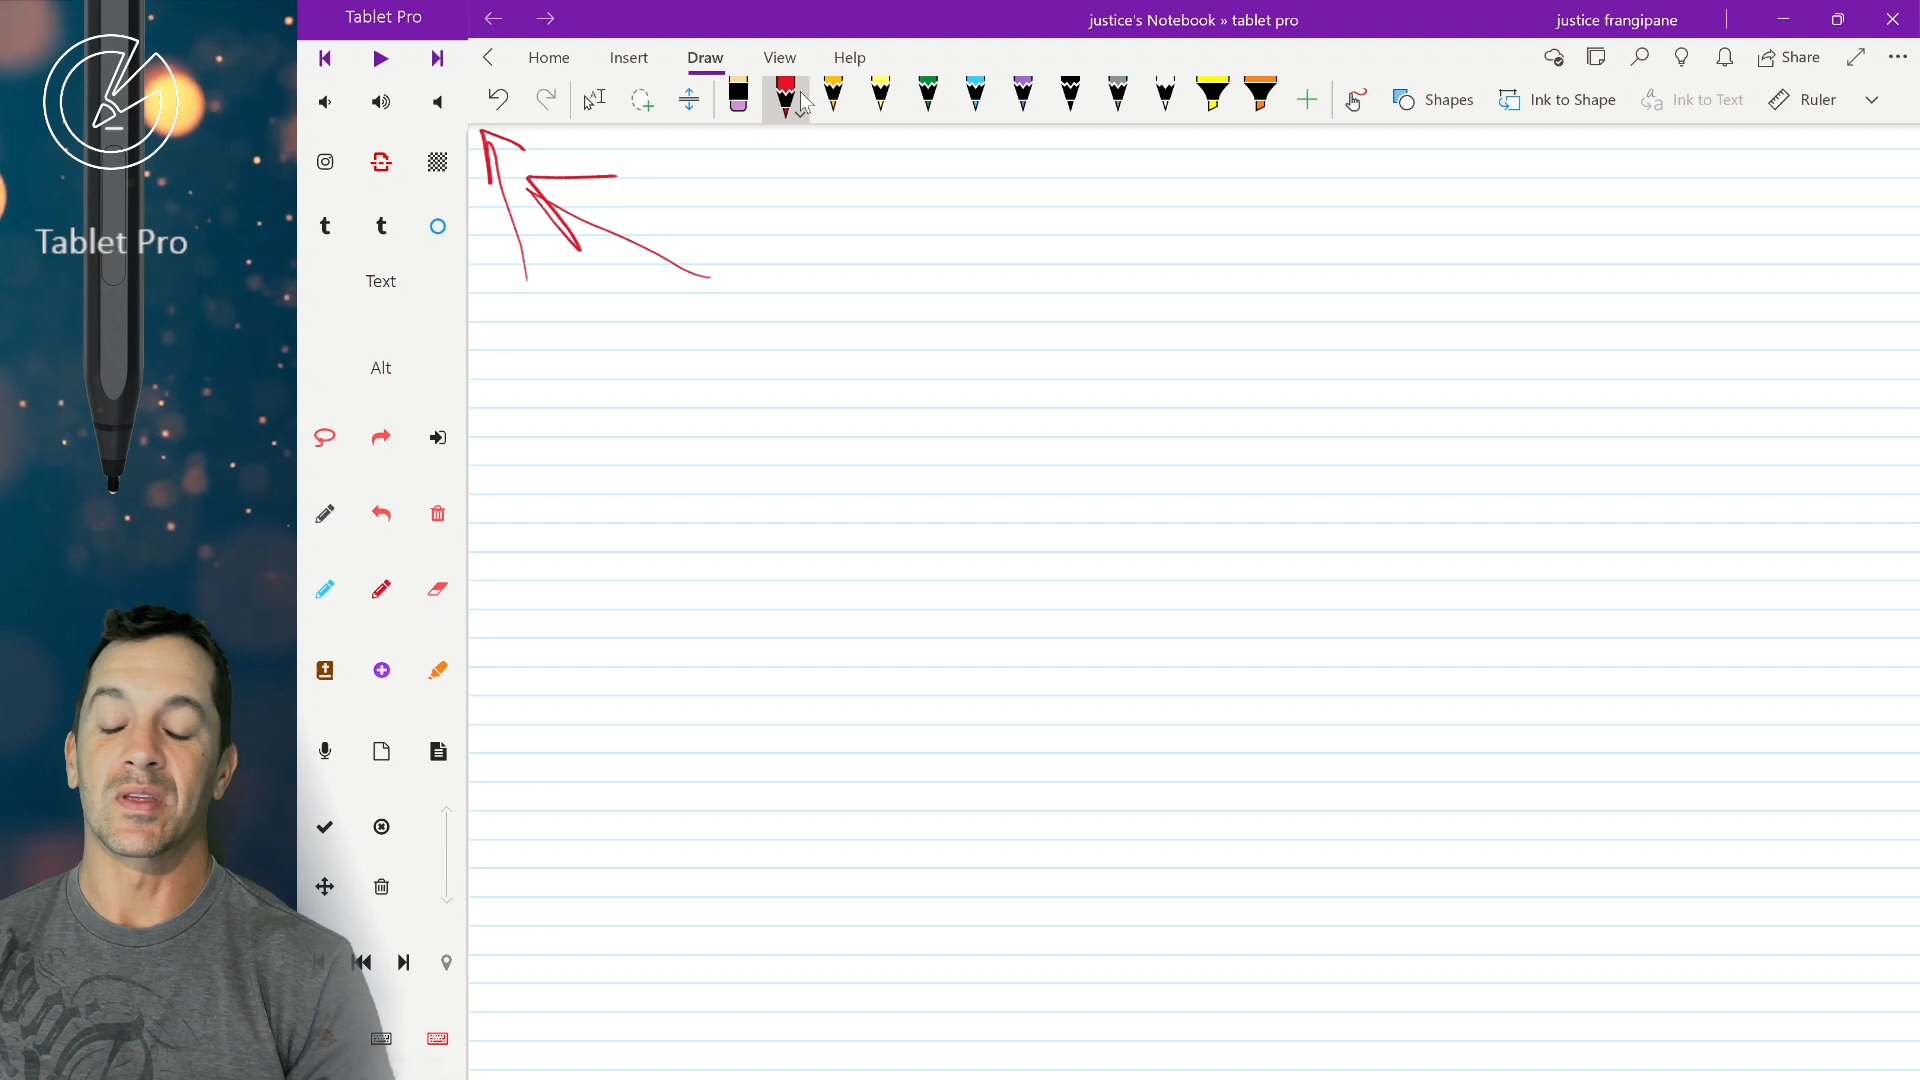 Tablet Pro
Tablet Pro
justice's Notebook » tablet pro
justice frangipane
Home
Insert
Draw
View
Help
Share
Shapes
Ink to Shape
Ink to Text
Ruler
Text
Alt
t
t